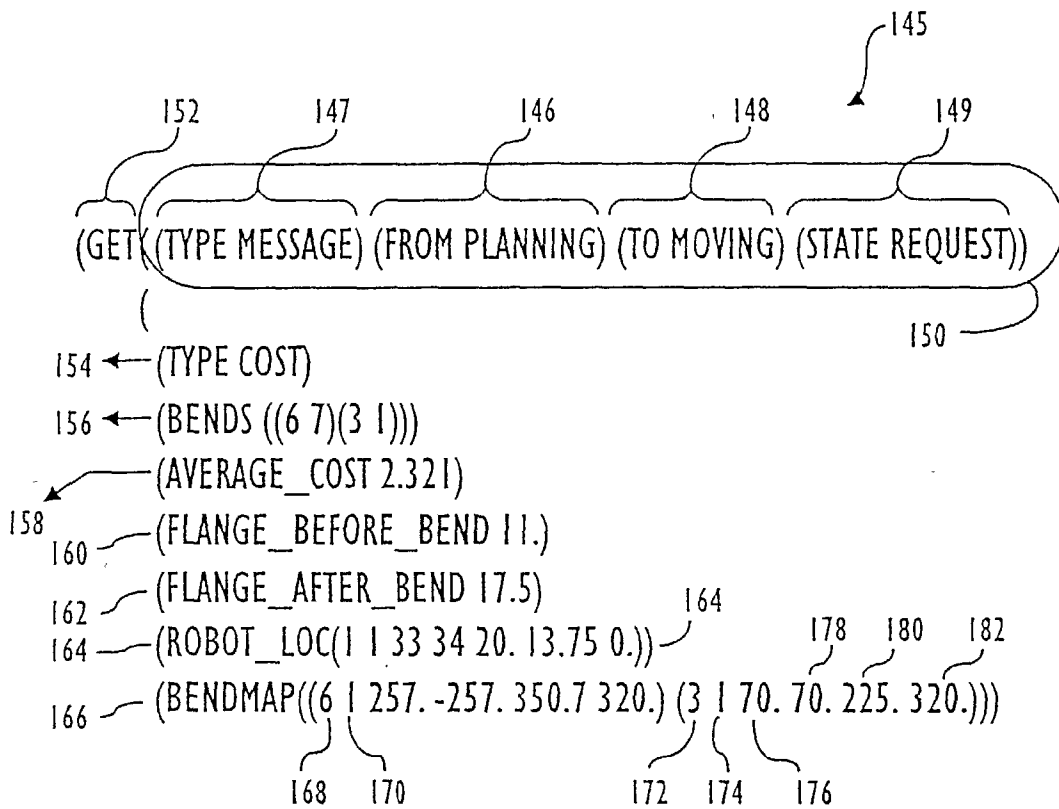 145
152 147 146 148 149
(GET((TYPE MESSAGE) (FROM PLANNING) (TO MOVING) (STATE REQUEST))
( 150
154 (TYPE COST)
156 (BENDS ((6 7)(3 1)))
(AVERAGE_COST 2.321)
158
160 (FLANGE_BEFORE_BEND 11.)
162 (FLANGE_AFTER_BEND 17.5)
164 (ROBOT_LOC(1 1 33 34 20. 13.75 0.)) 164
178 180 182
166 (BENDMAP((6 1 257. -257. 350.7 320.) (3 1 70. 70. 225. 320.)))
168 170 172 174 176